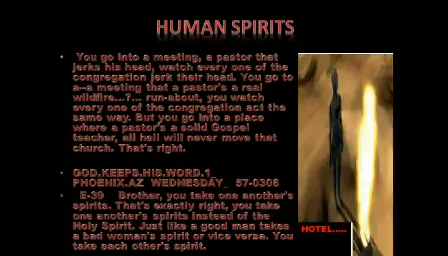 HUMAN SPIRITS
• You go into a meeting, a pastor that
jerks his head, watch every one of the
congregation jerk their head. You go to
a--a meeting that a pastor's a real
wildfire...?... run-about, you watch
every one of the congregation act the
same way. But you go into a place
where a pastor's a solid Gospel
teacher, all hell will never move that
church. That's right.
• GOD.KEEPS.HIS.WORD.1_
PHOENIX.AZ WEDNESDAY_ 57-0306
• E-39 Brother, you take one another's
spirits. That's exactly right, you take
one another's spirits instead of the
Holy Spirit. Just like a good man takes
a bad woman's spirit or vice versa. You
take each other's spirit.
HOTEL.....